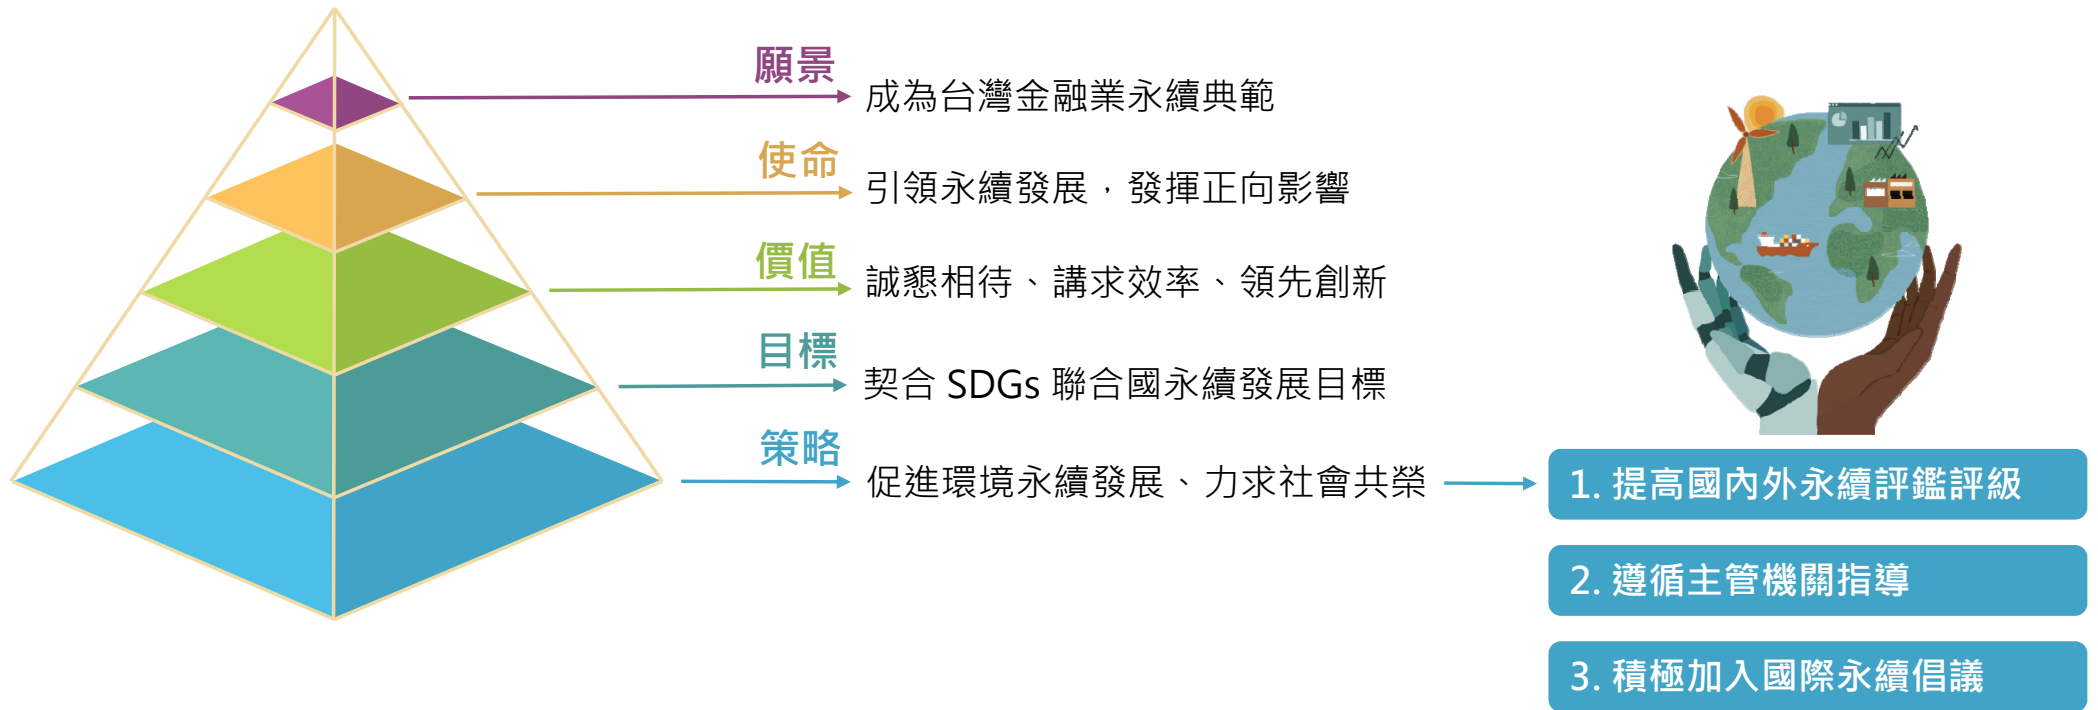 願景
成為台灣金融業永續典範
使命
引領永續發展，發揮正向影響
價值
誠懇相待、講求效率、領先創新
目標
契合 SDGs 聯合國永續發展目標
策略
促進環境永續發展、力求社會共榮
1. 提高國內外永續評鑑評級
2. 遵循主管機關指導
3. 積極加入國際永續倡議